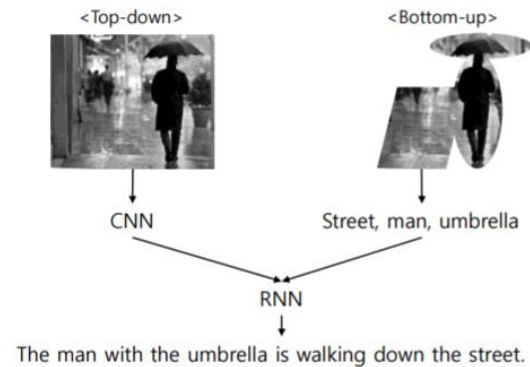 <Top-down>
<Bottom-up>
CNN
Street, man, umbrella
RNN
The man with the umbrella is walking down the street.